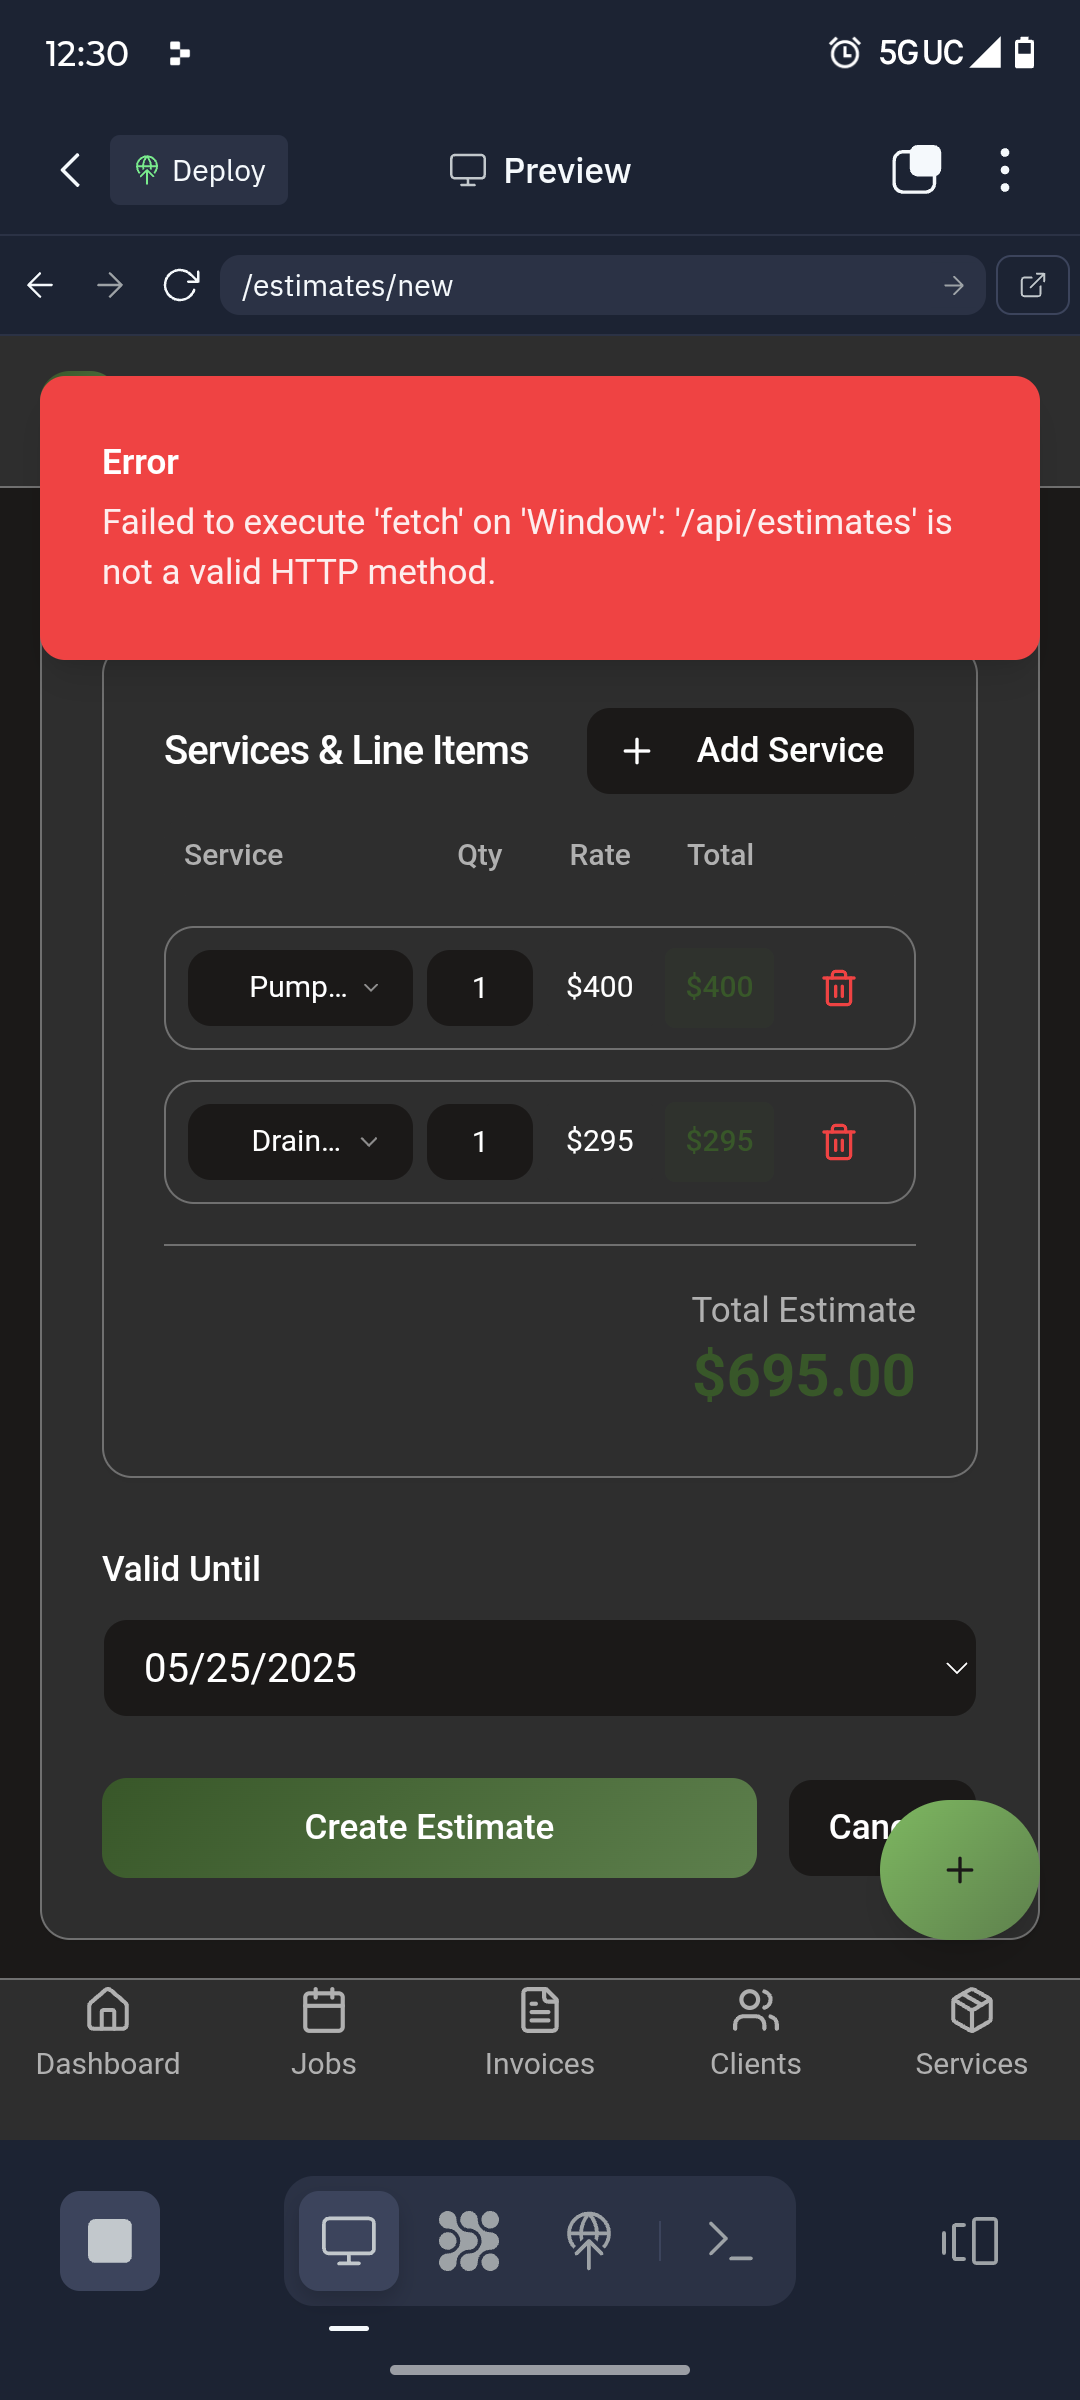 12:30
5G UC
Deploy
Preview
/estimates/new
Error
Failed to execute 'fetch' on 'Window': '/api/estimates' is
not a valid HTTP method.
Services & Line Items
Add Service
Service Qty Rate Total
Pump... 1 $400 $400
Drain... 1 $295 $295
Total Estimate
$695.00
Valid Until
05/25/2025
Create Estimate
Canc
Dashboard Jobs Invoices Clients Services